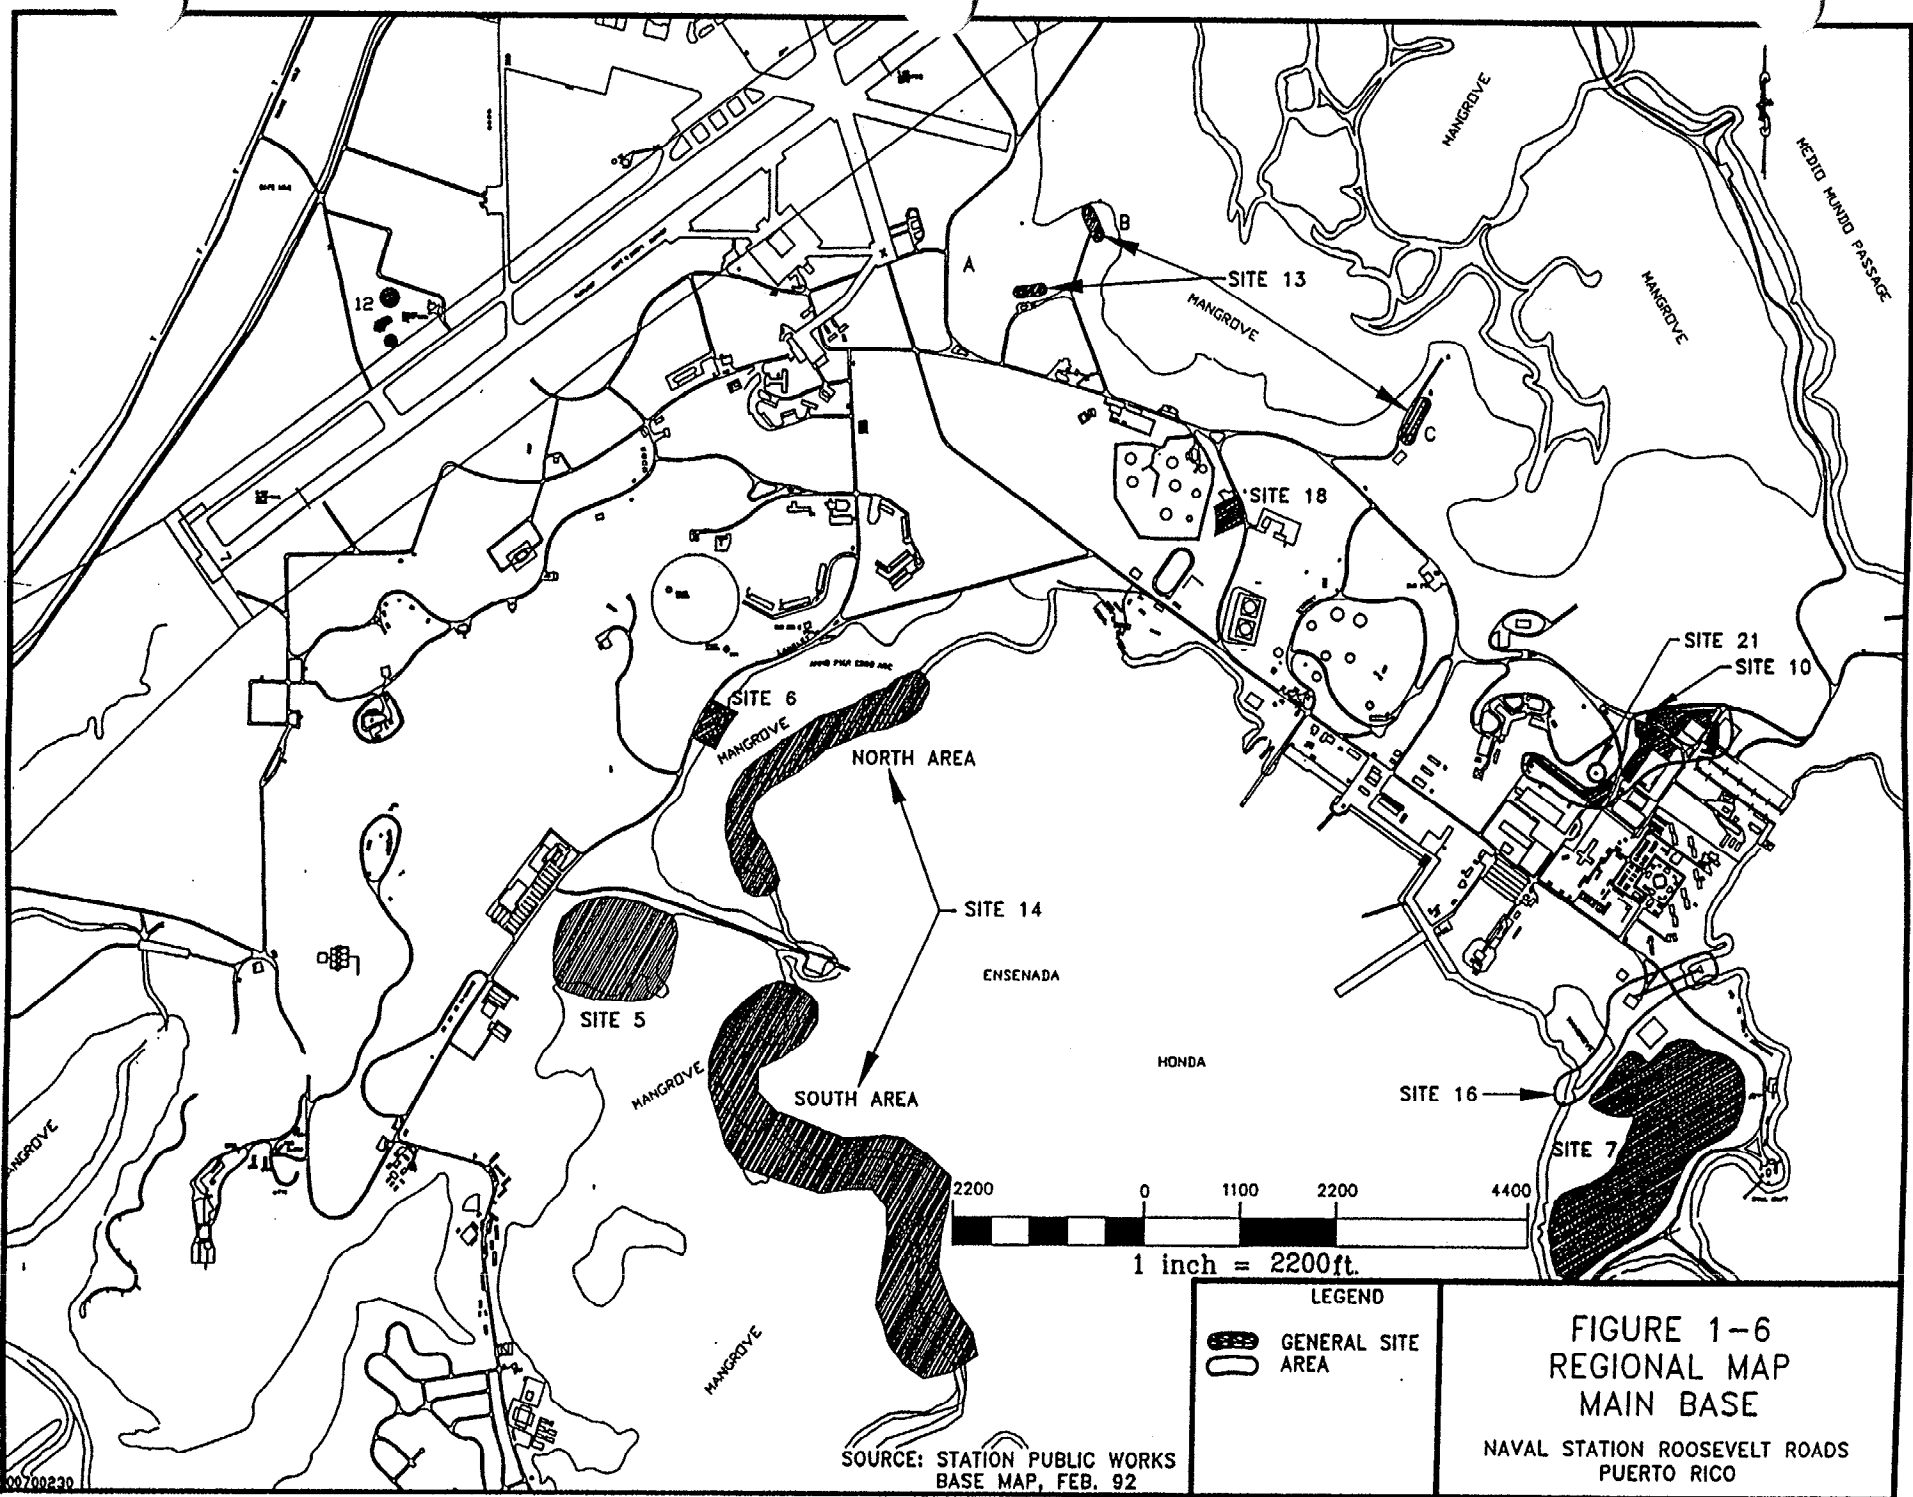 MANGROVE
MEDIO MUNDO PASSAGE
B
A
SITE 13
MANGROVE
MANGROVE
12
C
SITE 18
SITE 21
SITE 10
SITE 6
MANGROVE
NORTH AREA
SITE 14
ENSENADA
SITE 5
HONDA
MANGROVE
SOUTH AREA
SITE 16
SITE 7
ANGROVE
2200 0 1100 2200 4400
1 inch = 2200ft.
MANGROVE
LEGEND
GENERAL SITE
AREA
FIGURE 1-6
REGIONAL MAP
MAIN BASE
NAVAL STATION ROOSEVELT ROADS
PUERTO RICO
SOURCE: STATION PUBLIC WORKS
BASE MAP, FEB. 92
00700230